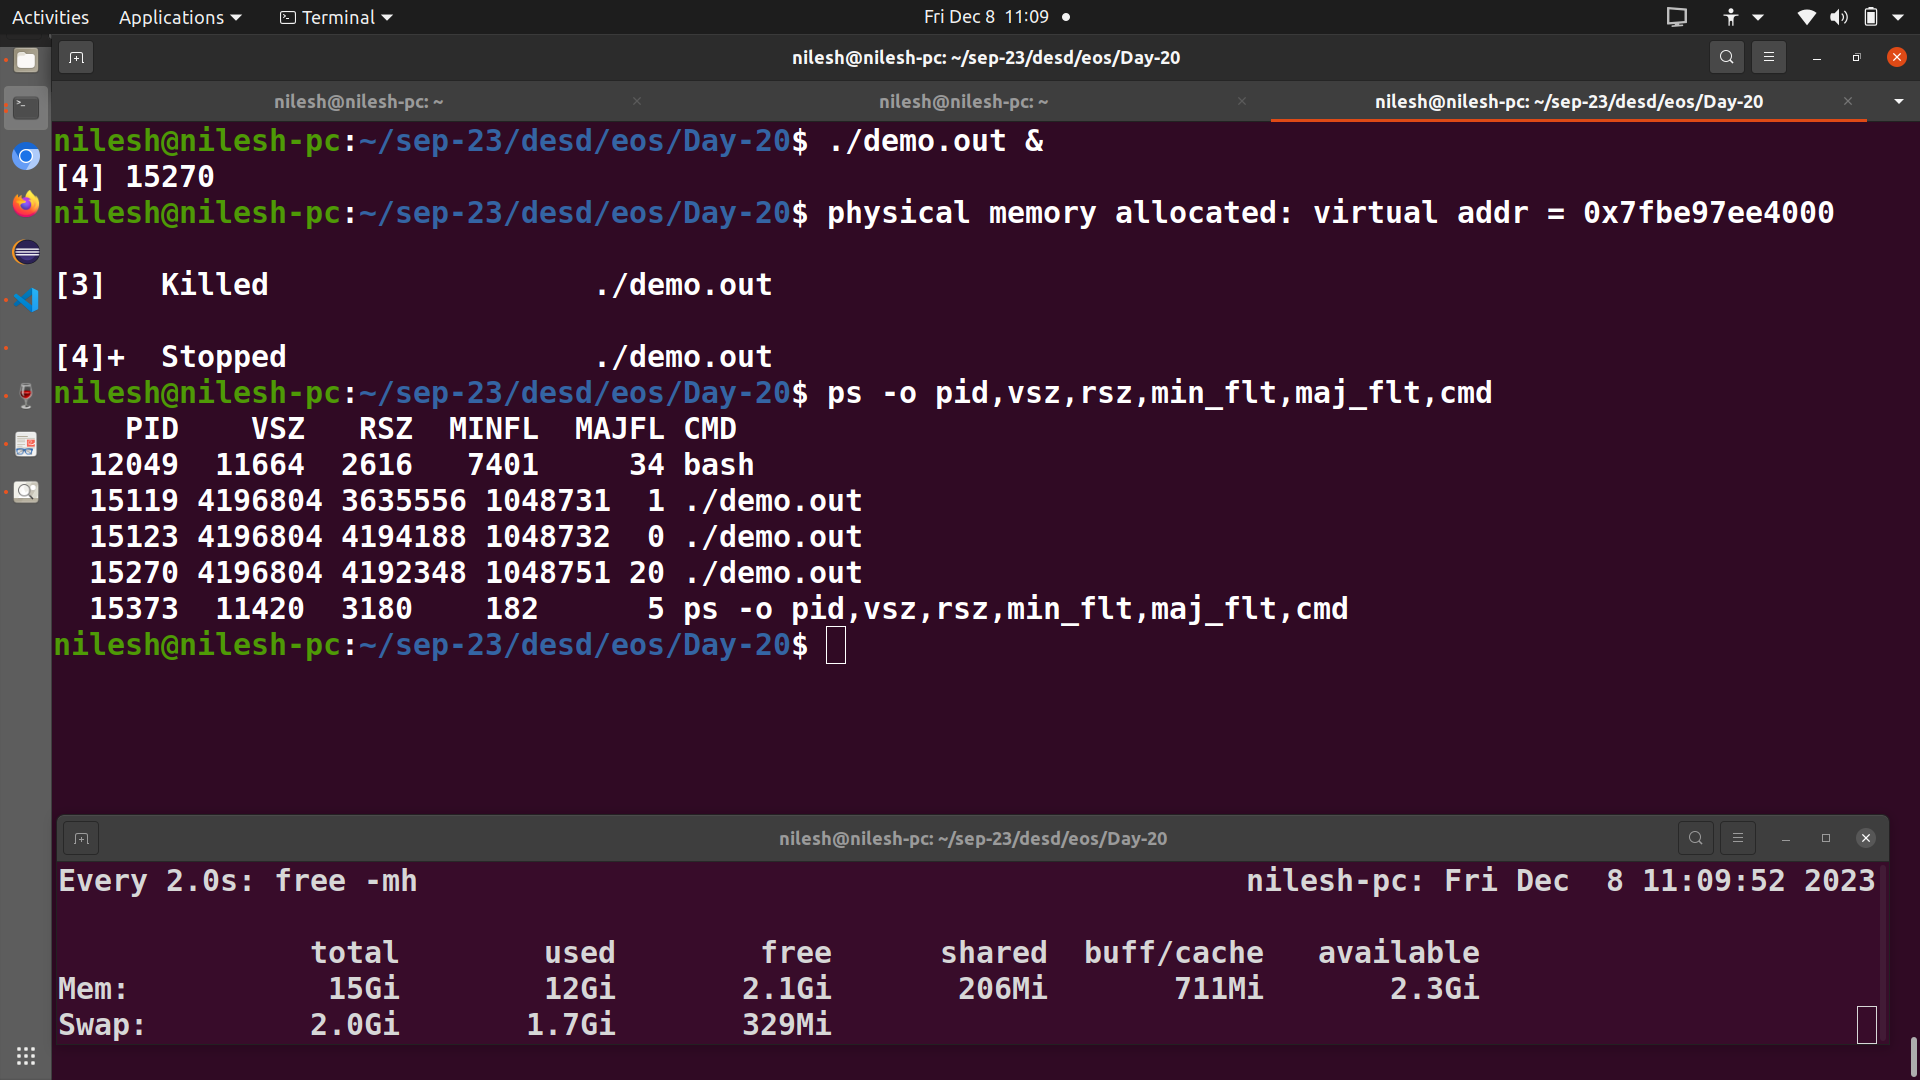 Activities Applications Terminal Fri Dec 8 11:09
nilesh@nilesh-pc: ~/sep-23/desd/eos/Day-20
nilesh@nilesh-pc: ~ nilesh@nilesh-pc: ~ nilesh@nilesh-pc: ~/sep-23/desd/eos/Day-20
nilesh@nilesh-pc:~/sep-23/desd/eos/Day-20$ ./demo.out &
[4] 15270
nilesh@nilesh-pc:~/sep-23/desd/eos/Day-20$ physical memory allocated: virtual addr = 0x7fbe97ee4000
[3]   Killed                  ./demo.out
[4]+  Stopped                 ./demo.out
nilesh@nilesh-pc:~/sep-23/desd/eos/Day-20$ ps -o pid,vsz,rsz,min_flt,maj_flt,cmd
    PID    VSZ   RSZ  MINFL  MAJFL CMD
  12049  11664  2616   7401     34 bash
  15119 4196804 3635556 1048731  1 ./demo.out
  15123 4196804 4194188 1048732  0 ./demo.out
  15270 4196804 4192348 1048751 20 ./demo.out
  15373  11420  3180    182      5 ps -o pid,vsz,rsz,min_flt,maj_flt,cmd
nilesh@nilesh-pc:~/sep-23/desd/eos/Day-20$
nilesh@nilesh-pc: ~/sep-23/desd/eos/Day-20
Every 2.0s: free -mh nilesh-pc: Fri Dec  8 11:09:52 2023
              total        used        free      shared  buff/cache   available
Mem:           15Gi        12Gi       2.1Gi       206Mi       711Mi       2.3Gi
Swap:         2.0Gi       1.7Gi       329Mi